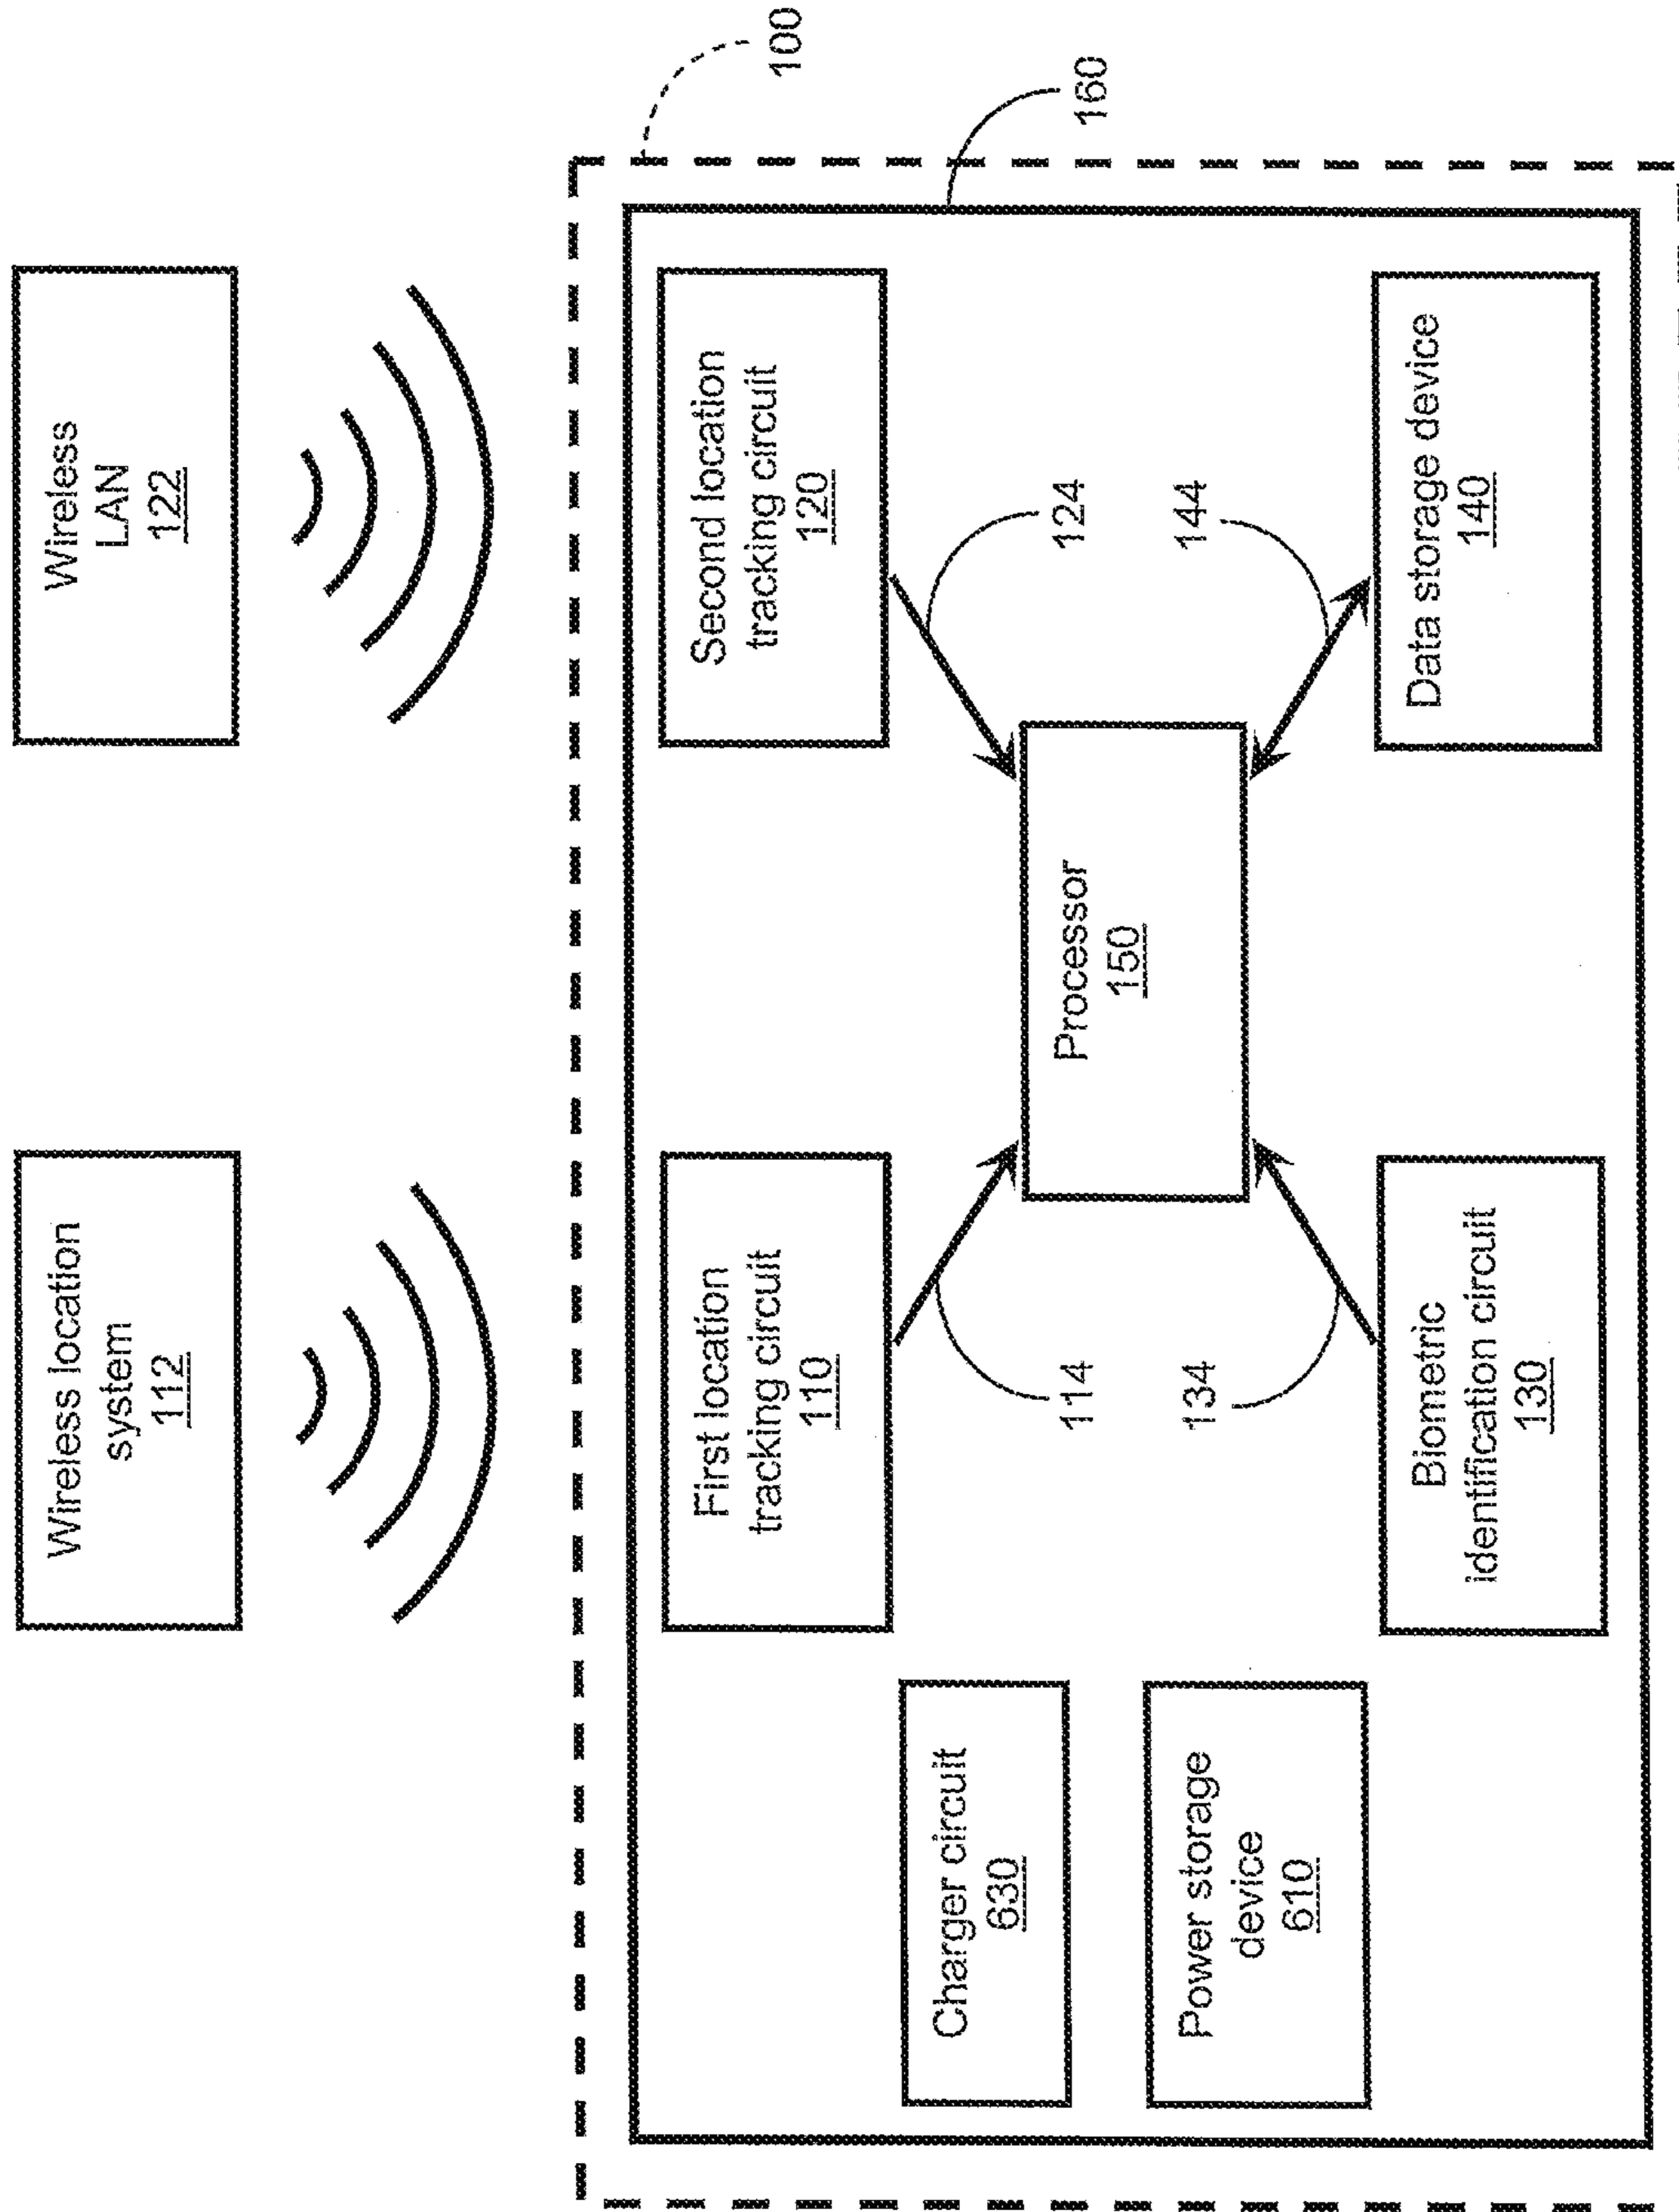 Wireless location
system
112
Wireless
LAN
122
100
160
First location
tracking circuit
110
Second location
tracking circuit
120
Charger circuit
630
114
124
Processor
150
Power storage
device
610
134
144
Biometric
identification circuit
130
Data storage device
140